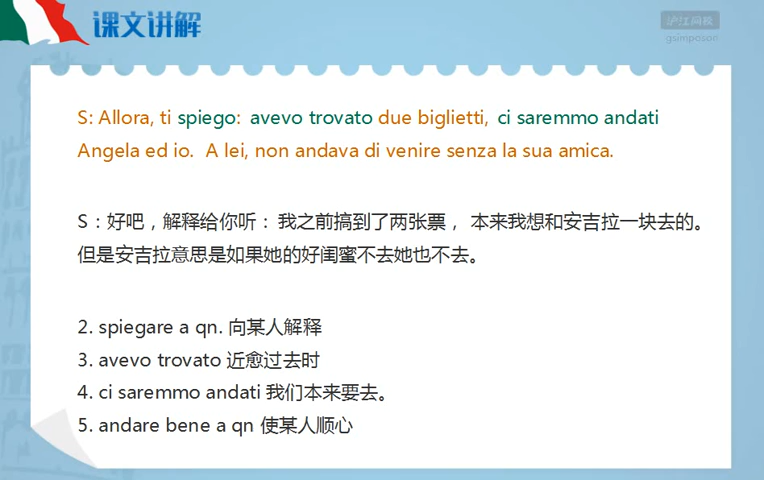 课文讲解
沪江网校
gsimposon
S: Allora, ti spiego: avevo trovato due biglietti, ci saremmo andati
Angela ed io. A lei, non andava di venire senza la sua amica.
S：好吧，解释给你听： 我之前搞到了两张票， 本来我想和安吉拉一块去的。
但是安吉拉意思是如果她的好闺蜜不去她也不去。
2. spiegare a qn. 向某人解释
3. avevo trovato 近愈过去时
4. ci saremmo andati 我们本来要去。
5. andare bene a qn 使某人顺心